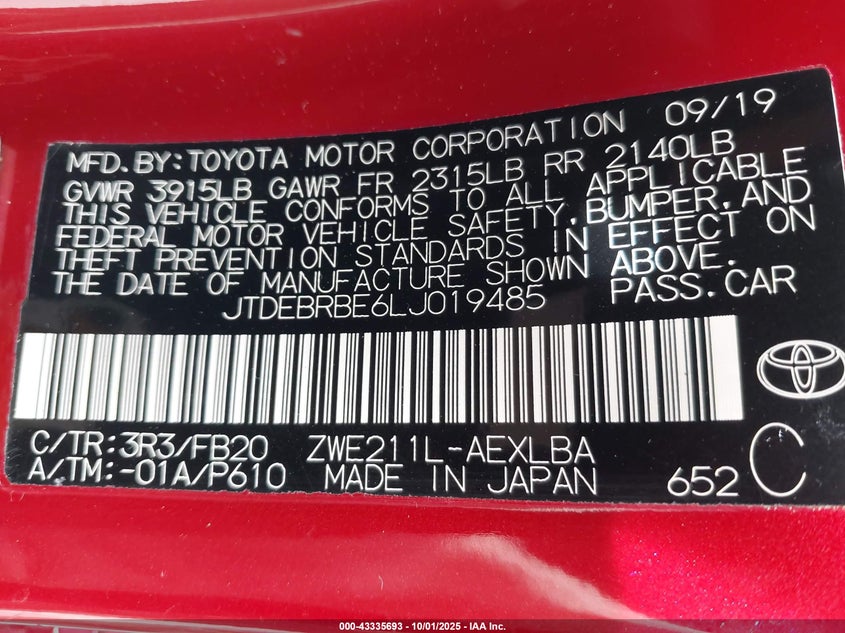 09/19
MFD.BY:TOYOTA MOTOR CORPORATION
GVWR 3915LB GAWR FR 2315LB RR 2140LB
THIS VEHICLE CONFORMS TO ALL APPLICABLE
FEDERAL MOTOR VEHICLE SAFETY,BUMPER,AND
THEFT PREVENTION STANDARDS IN EFFECT ON
THE DATE OF MANUFACTURE SHOWN ABOVE.
JTDEBRBE6LJ019485 PASS.CAR
C/TR:3R3/FB20 ZWE211L-AEXLBA
A/TM:-01A/P610 MADE IN JAPAN 652 C
000-43335693 - 10/01/2025 - IAA Inc.